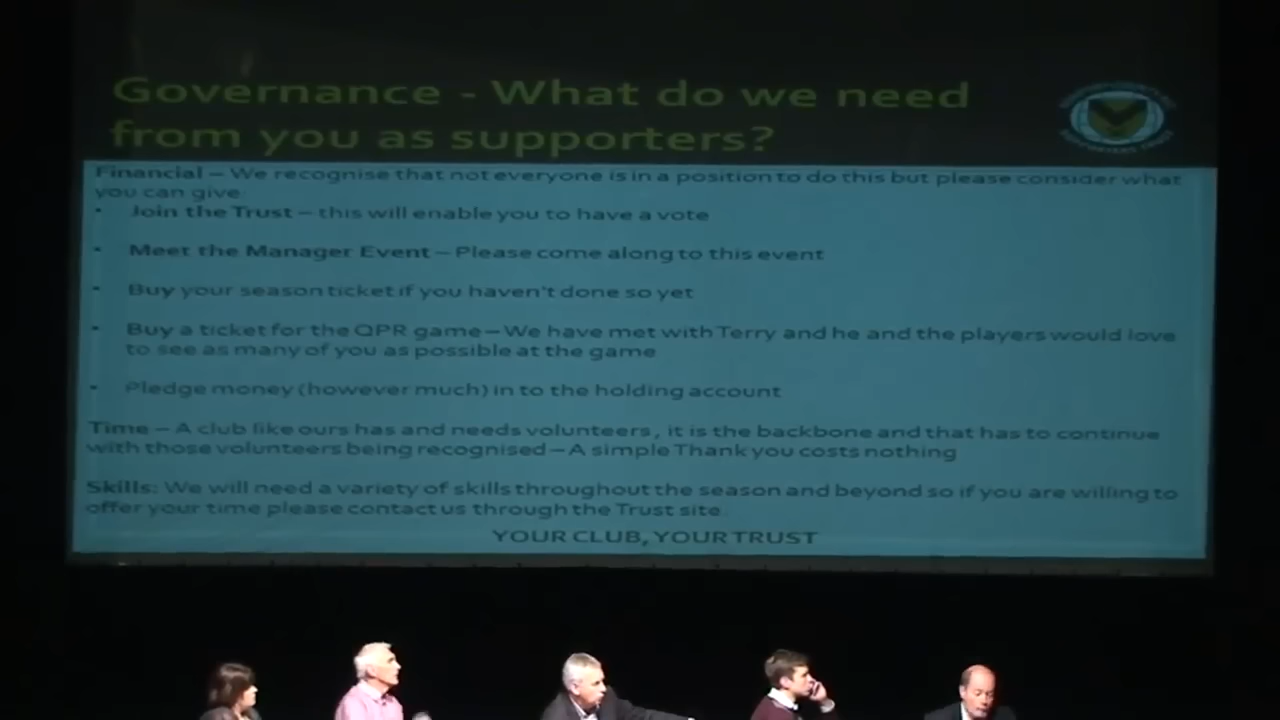 Governance - What do we need
from you as supporters?
Financial – We recognise that not everyone is in a position to do this but please consider what
you can give:
• Join the Trust – this will enable you to have a vote
• Meet the Manager Event – Please come along to this event
• Buy your season ticket if you haven't done so yet
• Buy a ticket for the QPR game – We have met with Terry and he and the players would love
to see as many of you as possible at the game
• Pledge money (however much) in to the holding account
Time – A club like ours has and needs volunteers, it is the backbone and that has to continue
with those volunteers being recognised – A simple Thank you costs nothing
Skills: We will need a variety of skills throughout the season and beyond so if you are willing to
offer your time please contact us through the Trust site.
YOUR CLUB, YOUR TRUST